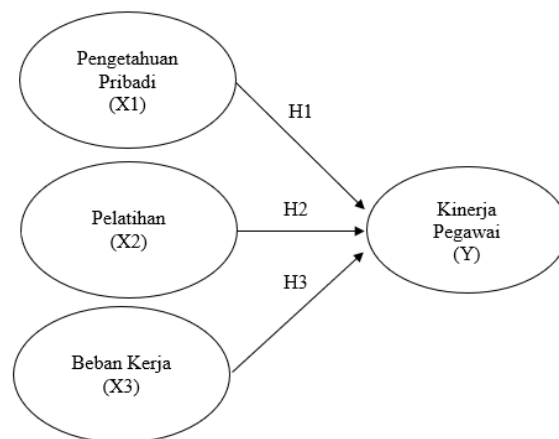 Pengetahuan
Pribadi
(X1)
H1
Pelatihan
(X2)
H2
Kinerja
Pegawai
(Y)
H3
Beban Kerja
(X3)